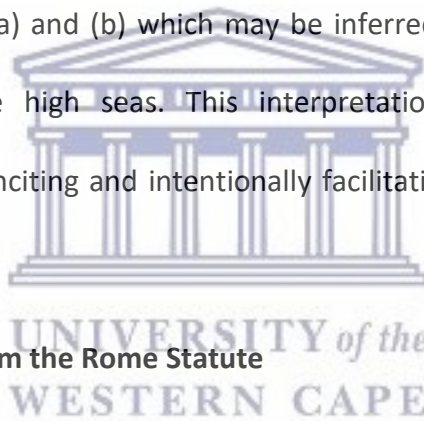 a) and (b) which may be inferred
high seas. This interpretatio
nciting and intentionally facilitati
UNIVERSITY of the
m the Rome Statute
WESTERN CAPE